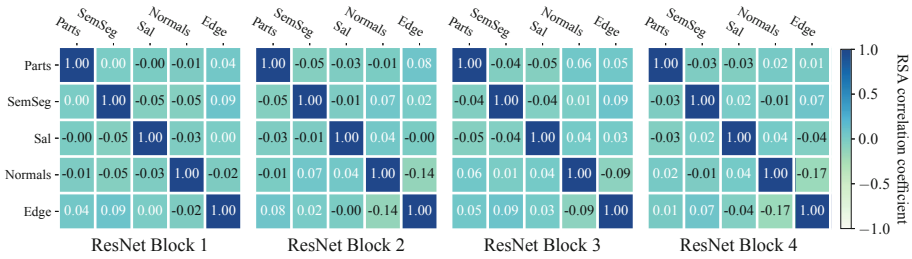 Parts SemSeg Sal Normals Edge Parts SemSeg Sal Normals Edge Parts SemSeg Sal Normals Edge Parts SemSeg Sal Normals Edge
Parts 1.00 0.00 -0.00 -0.01 0.04 1.00 -0.05 -0.03 -0.01 0.08 1.00 -0.04 -0.05 0.06 0.05 1.00 -0.03 -0.03 0.02 0.01
SemSeg 0.00 1.00 -0.05 -0.05 0.09 -0.05 1.00 -0.01 0.07 0.02 -0.04 1.00 -0.04 0.01 0.09 -0.03 1.00 0.02 -0.01 0.07
Sal -0.00 -0.05 1.00 -0.03 0.00 -0.03 -0.01 1.00 0.04 -0.00 -0.05 -0.04 1.00 0.04 0.03 -0.03 0.02 1.00 0.04 -0.04
Normals -0.01 -0.05 -0.03 1.00 -0.02 -0.01 0.07 0.04 1.00 -0.14 0.06 0.01 0.04 1.00 -0.09 0.02 -0.01 0.04 1.00 -0.17
Edge 0.04 0.09 0.00 -0.02 1.00 0.08 0.02 -0.00 -0.14 1.00 0.05 0.09 0.03 -0.09 1.00 0.01 0.07 -0.04 -0.17 1.00
ResNet Block 1 ResNet Block 2 ResNet Block 3 ResNet Block 4
1.0
0.5
0.0
−0.5
−1.0
RSA correlation
coefficient